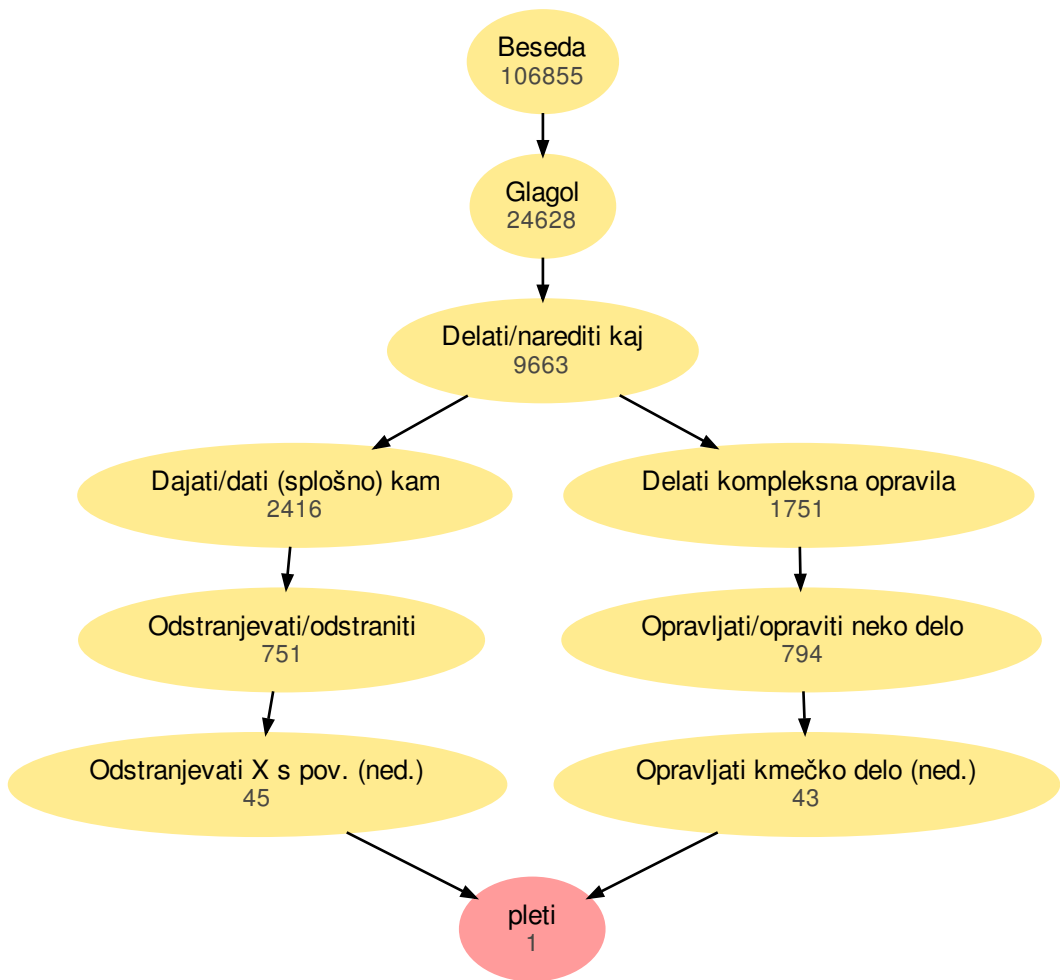 Beseda
106855
Glagol
24628
Delati/narediti kaj
9663
Dajati/dati (splošno) kam
2416
Delati kompleksna opravila
1751
Odstranjevati/odstraniti
751
Opravljati/opraviti neko delo
794
Odstranjevati X s pov. (ned.)
45
Opravljati kmečko delo (ned.)
43
pleti
1